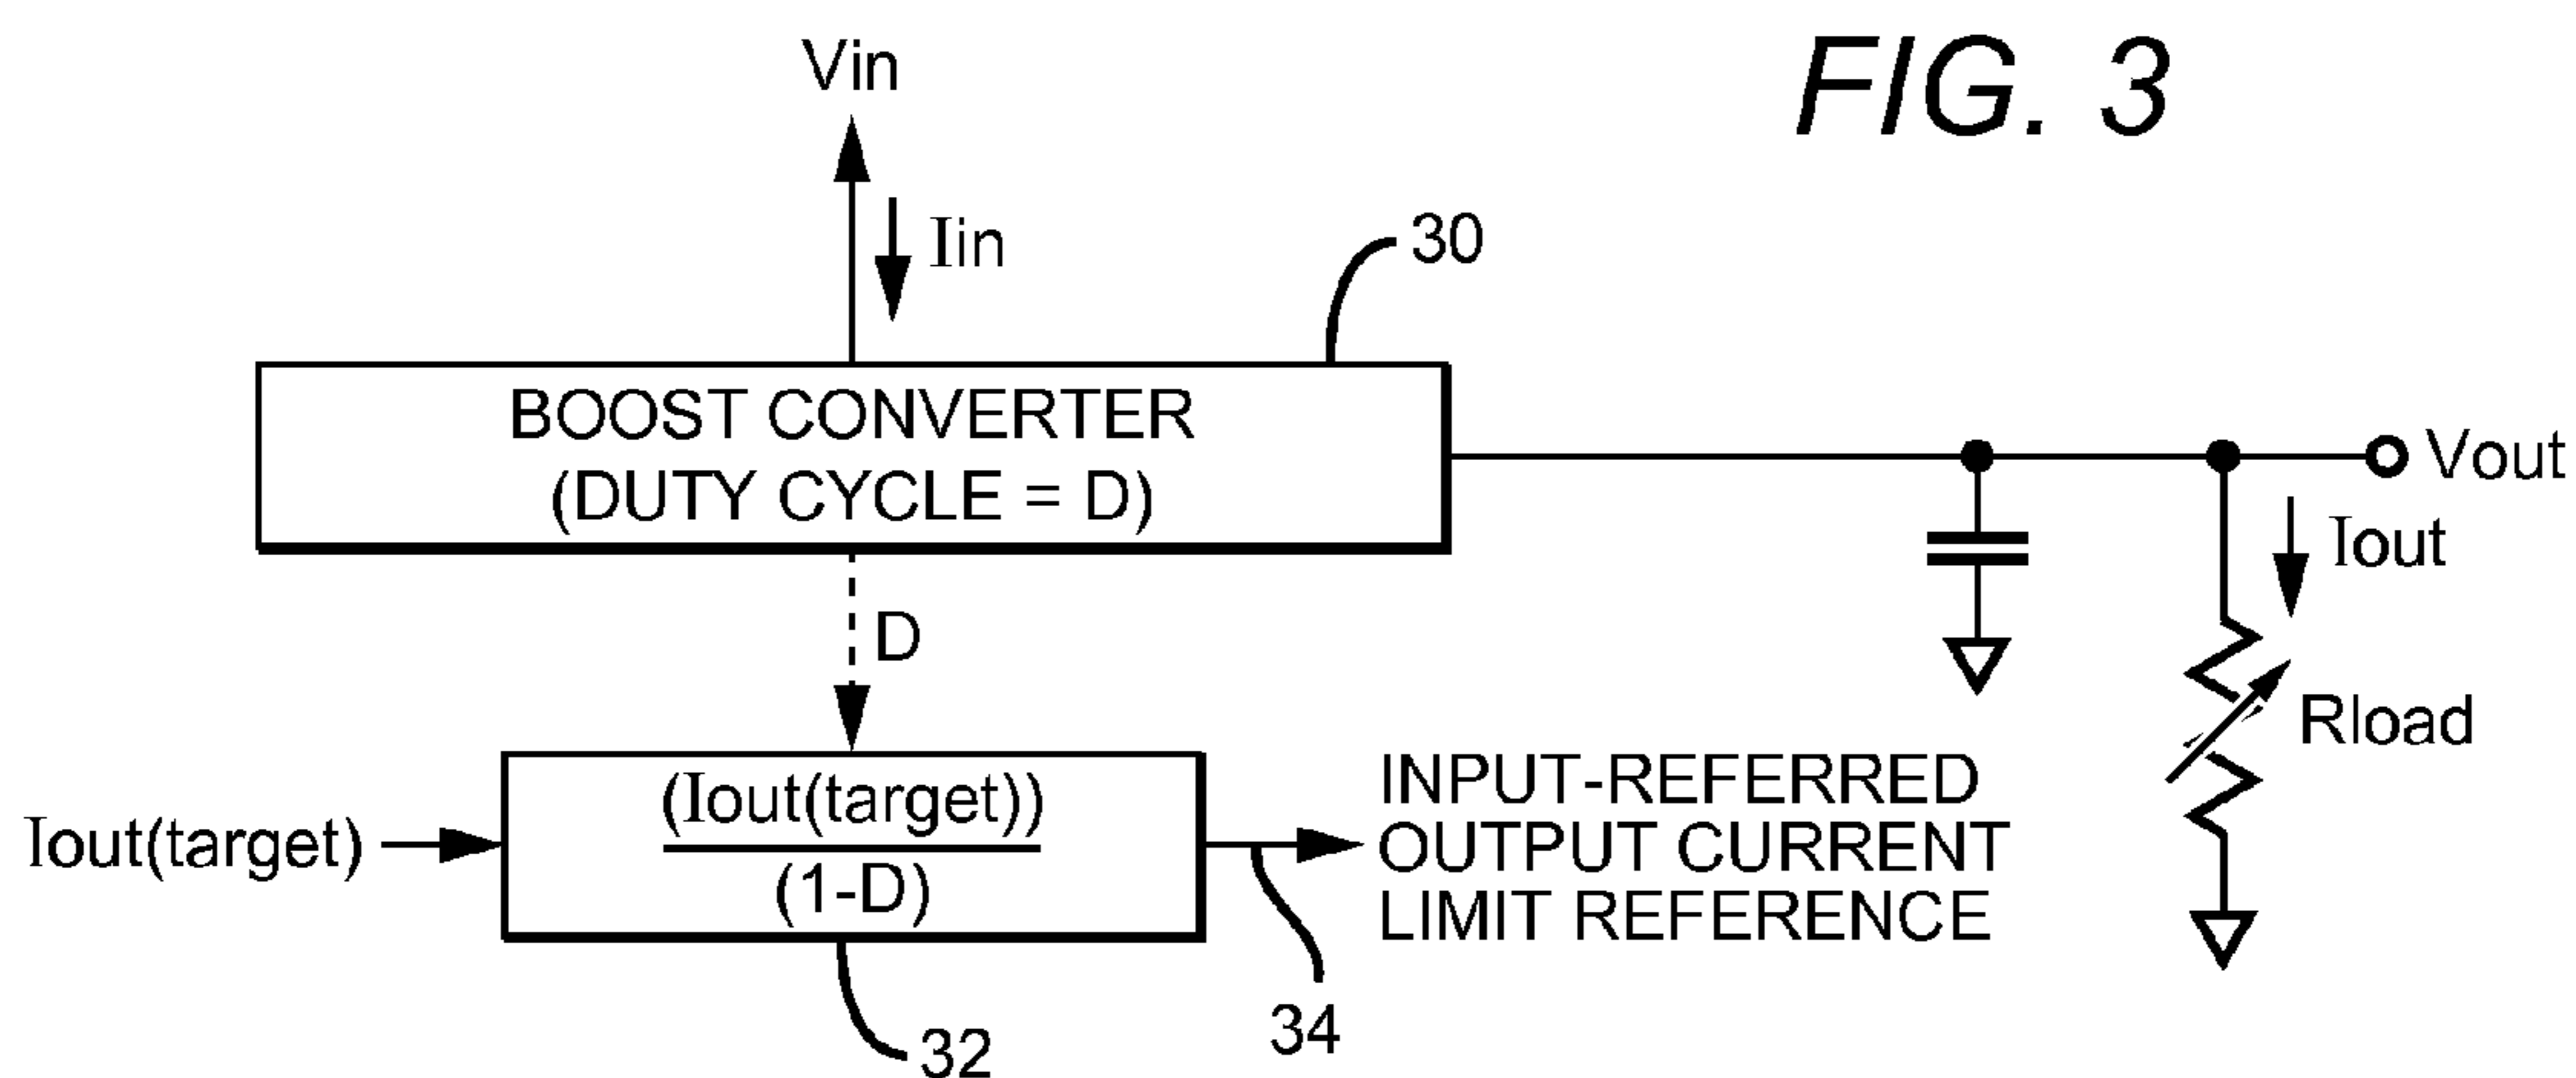 FIG. 3
Vin
Iin
30
BOOST CONVERTER
(DUTY CYCLE = D)
Vout
Iout
D
Rload
Iout(target)
(Iout(target))
(1-D)
INPUT-REFERRED
OUTPUT CURRENT
LIMIT REFERENCE
32
34